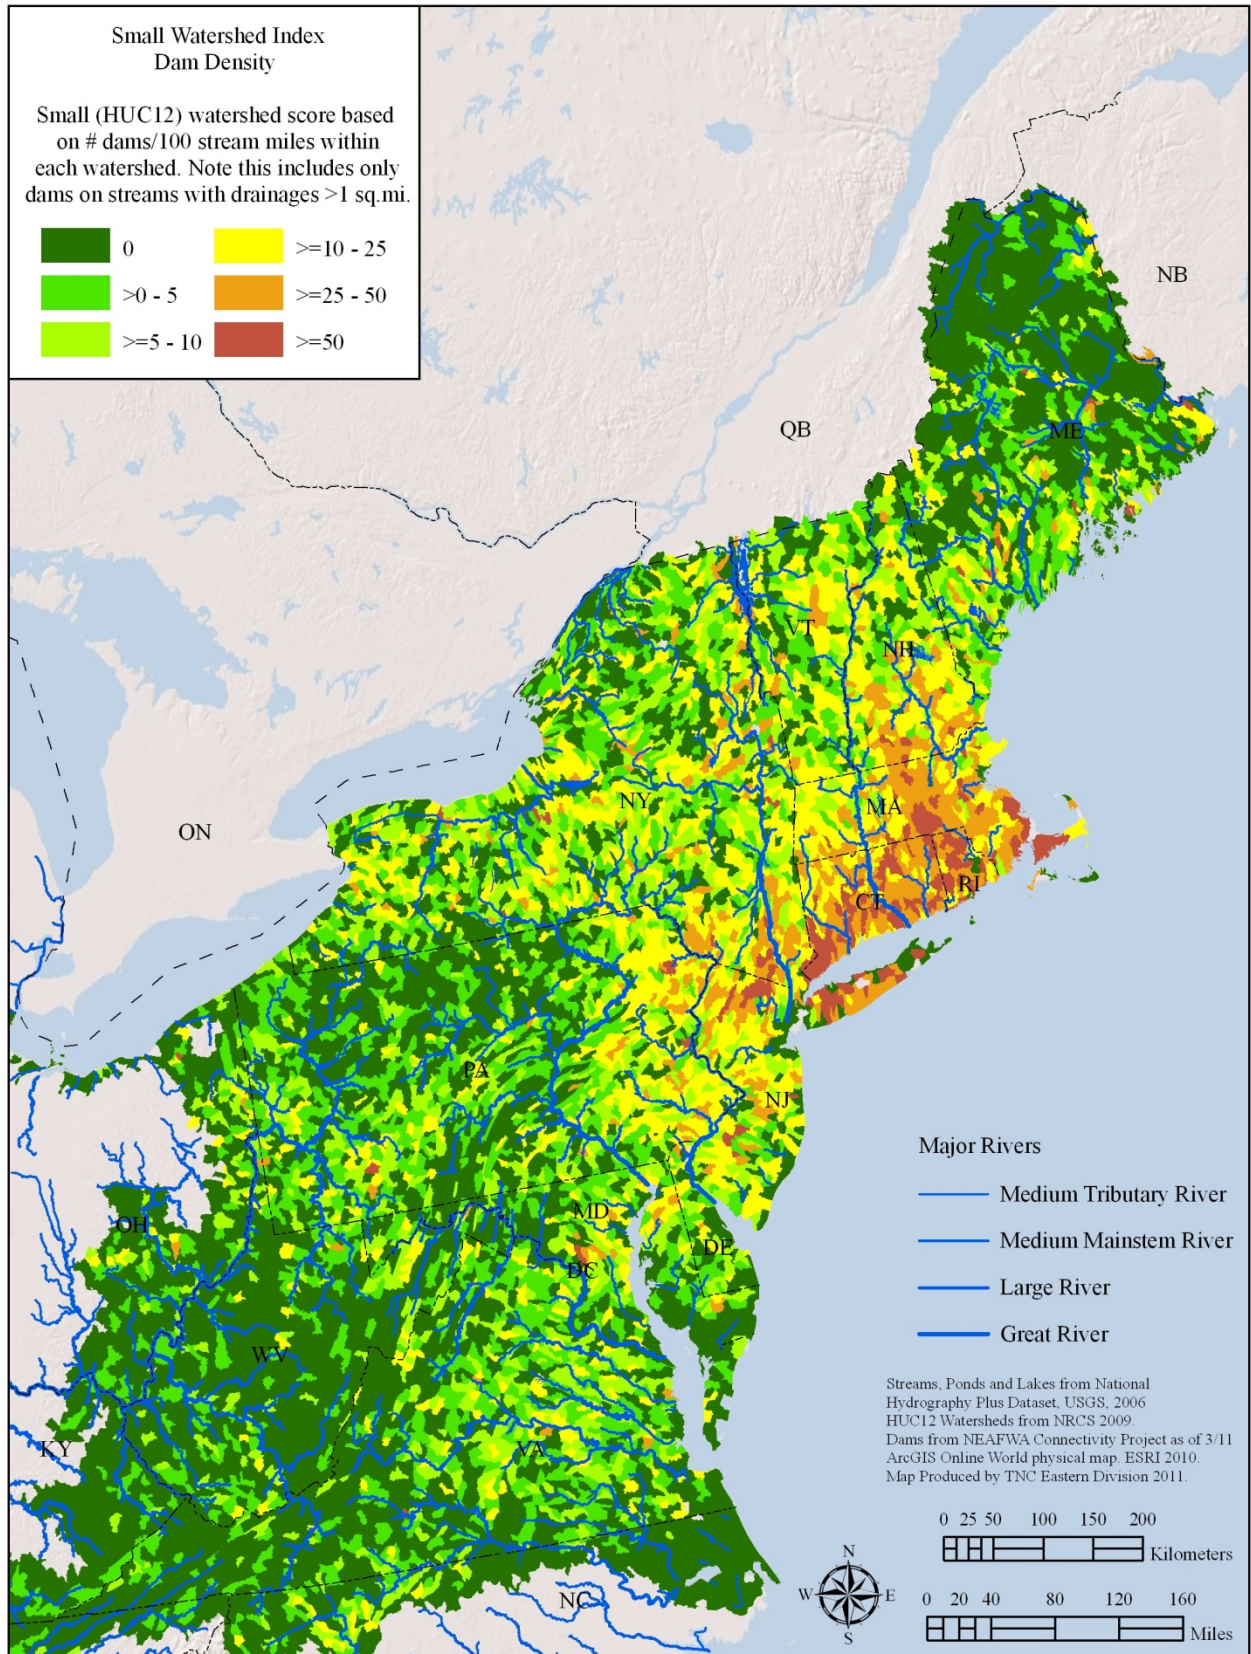 Small Watershed Index
Dam Density
Small (HUC12) watershed score based
on # dams/100 stream miles within
each watershed. Note this includes only
dams on streams with drainages >1 sq.mi.
0
>=10 - 25
>0 - 5
>=25 - 50
>=5 - 10
>=50
NB
QB
ME
VT
NH
NY
ON
MA
CT
RI
PA
NJ
OH
MD
DE
DC
WV
KY
VA
NC
Major Rivers
Medium Tributary River
Medium Mainstem River
Large River
Great River
Streams, Ponds and Lakes from National
Hydrography Plus Dataset, USGS, 2006
HUC12 Watersheds from NRCS 2009.
Dams from NEAFWA Connectivity Project as of 3/11
ArcGIS Online World physical map. ESRI 2010.
Map Produced by TNC Eastern Division 2011.
0 25 50 100 150 200
Kilometers
N
W E
S
0 20 40 80 120 160
Miles